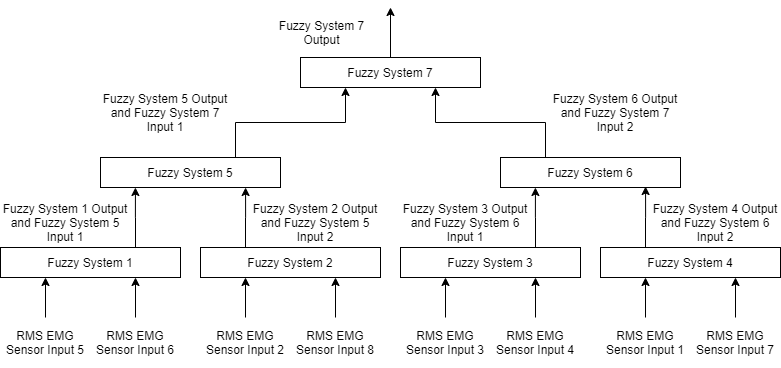 Fuzzy System 7
Output
Fuzzy System 7
Fuzzy System 5 Output
and Fuzzy System 7
Input 1
Fuzzy System 6 Output
and Fuzzy System 7
Input 2
Fuzzy System 5
Fuzzy System 6
Fuzzy System 1 Output
and Fuzzy System 5
Input 1
Fuzzy System 2 Output
and Fuzzy System 5
Input 2
Fuzzy System 3 Output
and Fuzzy System 6
Input 1
Fuzzy System 4 Output
and Fuzzy System 6
Input 2
Fuzzy System 1
Fuzzy System 2
Fuzzy System 3
Fuzzy System 4
RMS EMG
Sensor Input 5
RMS EMG
Sensor Input 6
RMS EMG
Sensor Input 2
RMS EMG
Sensor Input 8
RMS EMG
Sensor Input 3
RMS EMG
Sensor Input 4
RMS EMG
Sensor Input 1
RMS EMG
Sensor Input 7